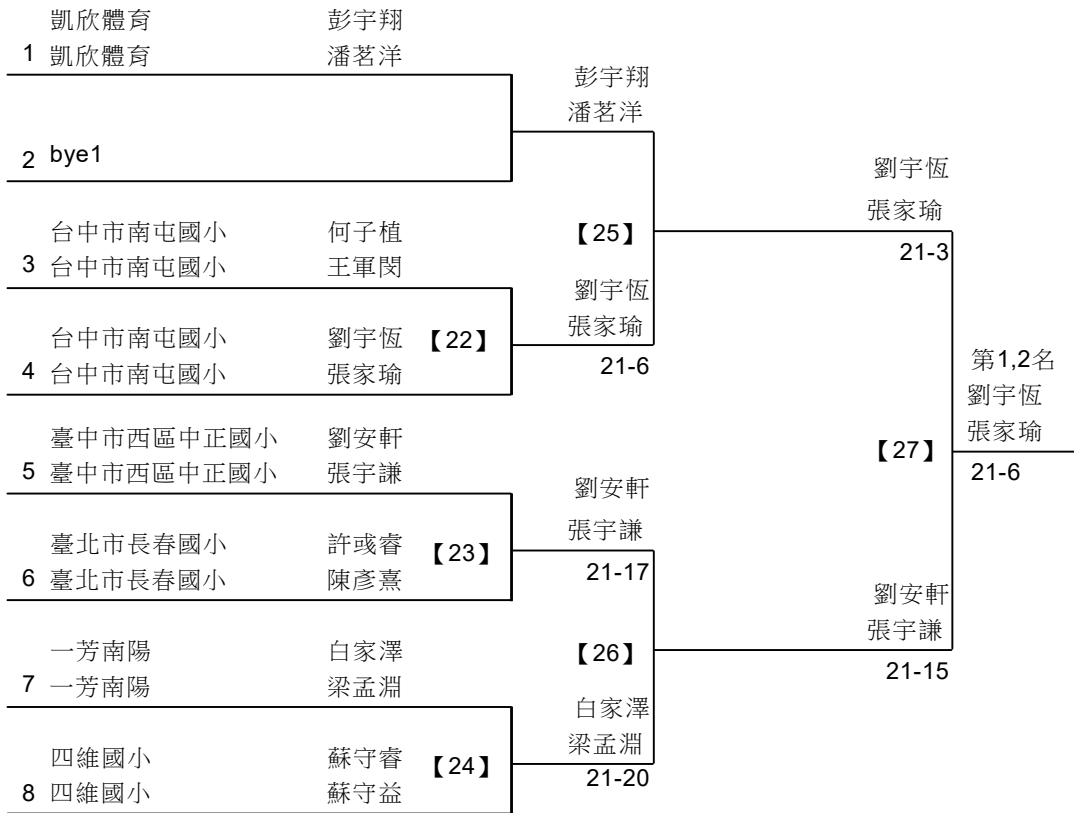 凱欣體育 彭宇翔
1 凱欣體育 潘茗洋
彭宇翔
潘茗洋
2 bye1
劉宇恆
張家瑜
21-3
台中市南屯國小 何子植
3 台中市南屯國小 王軍閔
【25】
劉宇恆
張家瑜
21-6
台中市南屯國小 劉宇恆 【22】
4 台中市南屯國小 張家瑜
第1,2名
劉宇恆
張家瑜
21-6
【27】
臺中市西區中正國小 劉安軒
5 臺中市西區中正國小 張宇謙
劉安軒
張宇謙
21-17
臺北市長春國小 許彧睿 【23】
6 臺北市長春國小 陳彥熹
劉安軒
張宇謙
21-15
一芳南陽 白家澤
7 一芳南陽 梁孟淵
【26】
白家澤
梁孟淵
21-20
四維國小 蘇守睿 【24】
8 四維國小 蘇守益